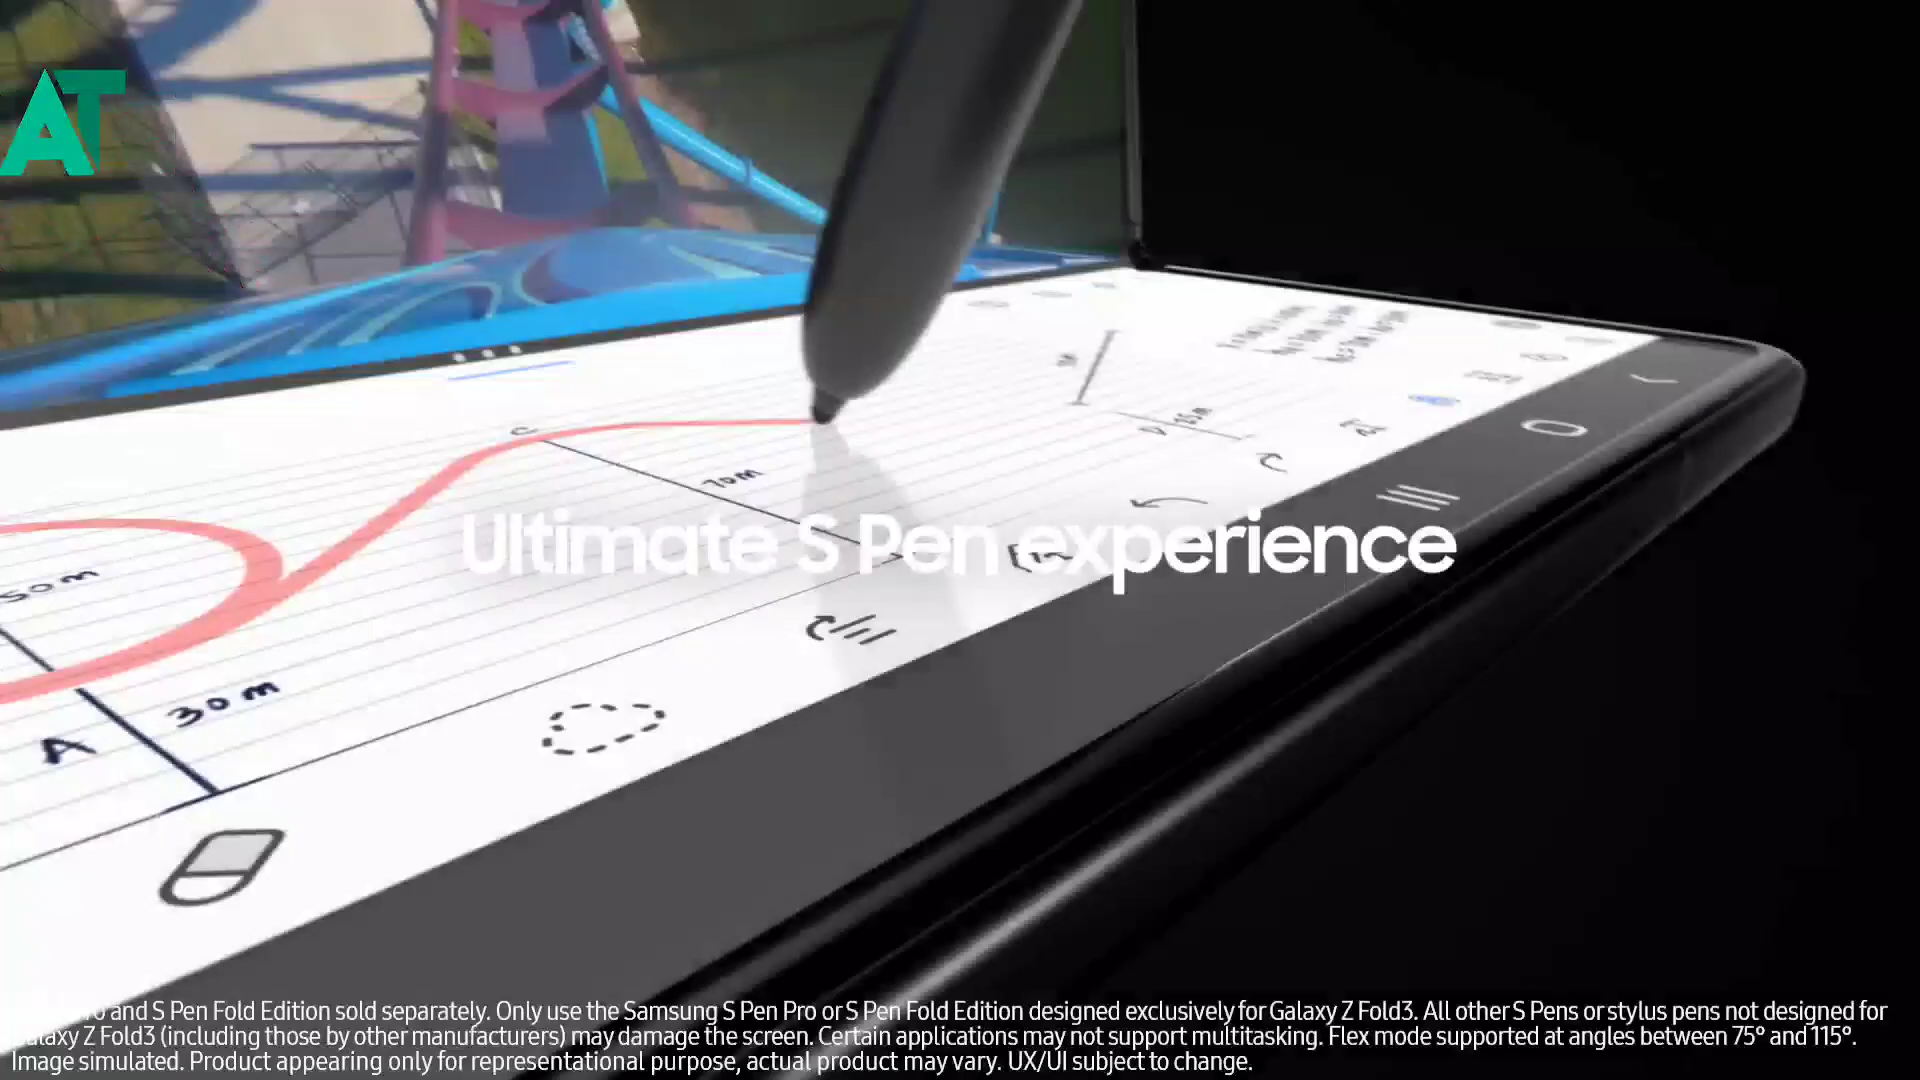 AT
C
70m
25m
D
Ultimate S Pen experience
50m
30m
A
and S Pen Fold Edition sold separately. Only use the Samsung S Pen Pro or S Pen Fold Edition designed exclusively for Galaxy Z Fold3. All other S Pens or stylus pens not designed for
Galaxy Z Fold3 (including those by other manufacturers) may damage the screen. Certain applications may not support multitasking. Flex mode supported at angles between 75° and 115°.
Image simulated. Product appearing only for representational purpose, actual product may vary. UX/UI subject to change.